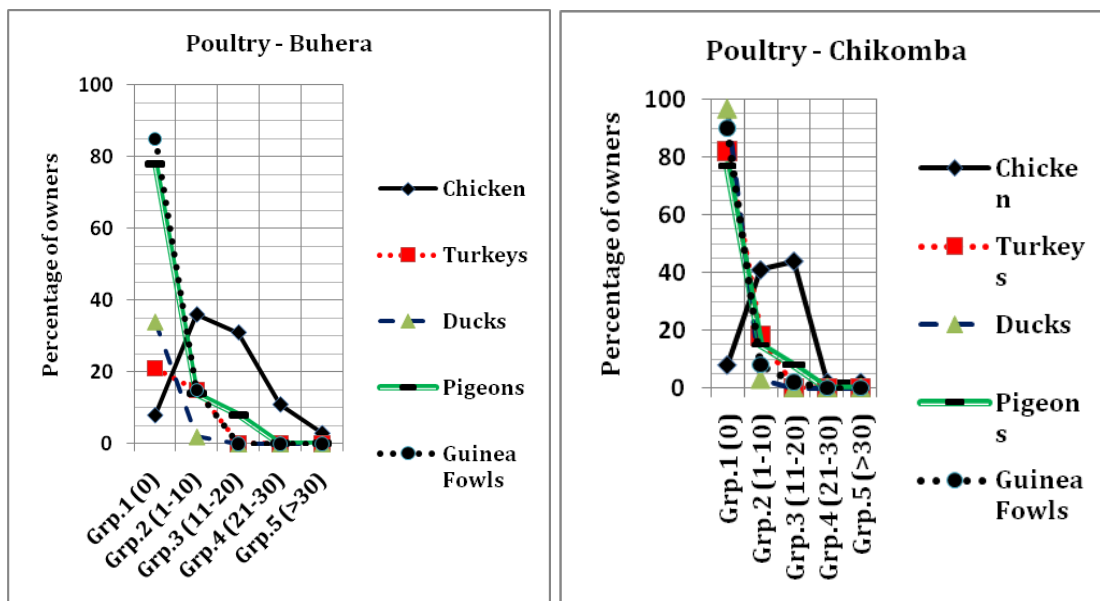 Poultry - Buhera
100
80
60
40
20
0
Percentage of owners
Grp.1 (0)
Grp.2 (1-10)
Grp.3 (11-20)
Grp.4 (21-30)
Grp.5 (>30)
Chicken
Turkeys
Ducks
Pigeons
Guinea
Fowls
Poultry - Chikomba
100
80
60
40
20
0
Percentage of owners
Grp.1 (0)
Grp.2 (1-10)
Grp.3 (11-20)
Grp.4 (21-30)
Grp.5 (>30)
Chicke
n
Turkey
s
Ducks
Pigeon
s
Guinea
Fowls